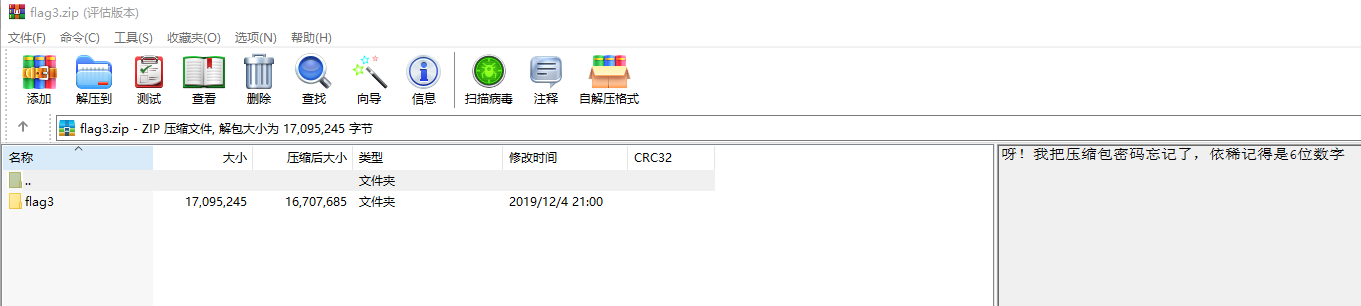 flag3.zip (评估版本)
文件(F) 命令(C) 工具(S) 收藏夹(O) 选项(N) 帮助(H)
添加 解压到 测试 查看 删除 查找 向导 信息 扫描病毒 注释 自解压格式
flag3.zip - ZIP 压缩文件, 解包大小为 17,095,245 字节
名称 大小 压缩后大小 类型 修改时间 CRC32
.. 文件夹
flag3 17,095,245 16,707,685 文件夹 2019/12/4 21:00
呀！我把压缩包密码忘记了，依稀记得是6位数字